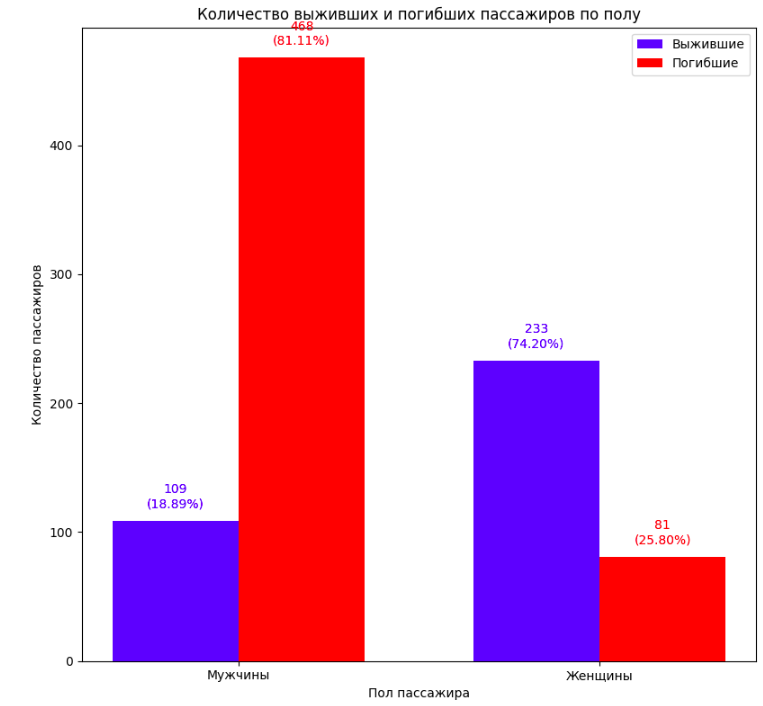 Количество выживших и погибших пассажиров по полу
468
(81.11%)
Выжившие
Погибшие
400
300
233
(74.20%)
200
109
(18.89%)
81
(25.80%)
100
0
Количество пассажиров
Мужчины
Женщины
Пол пассажира